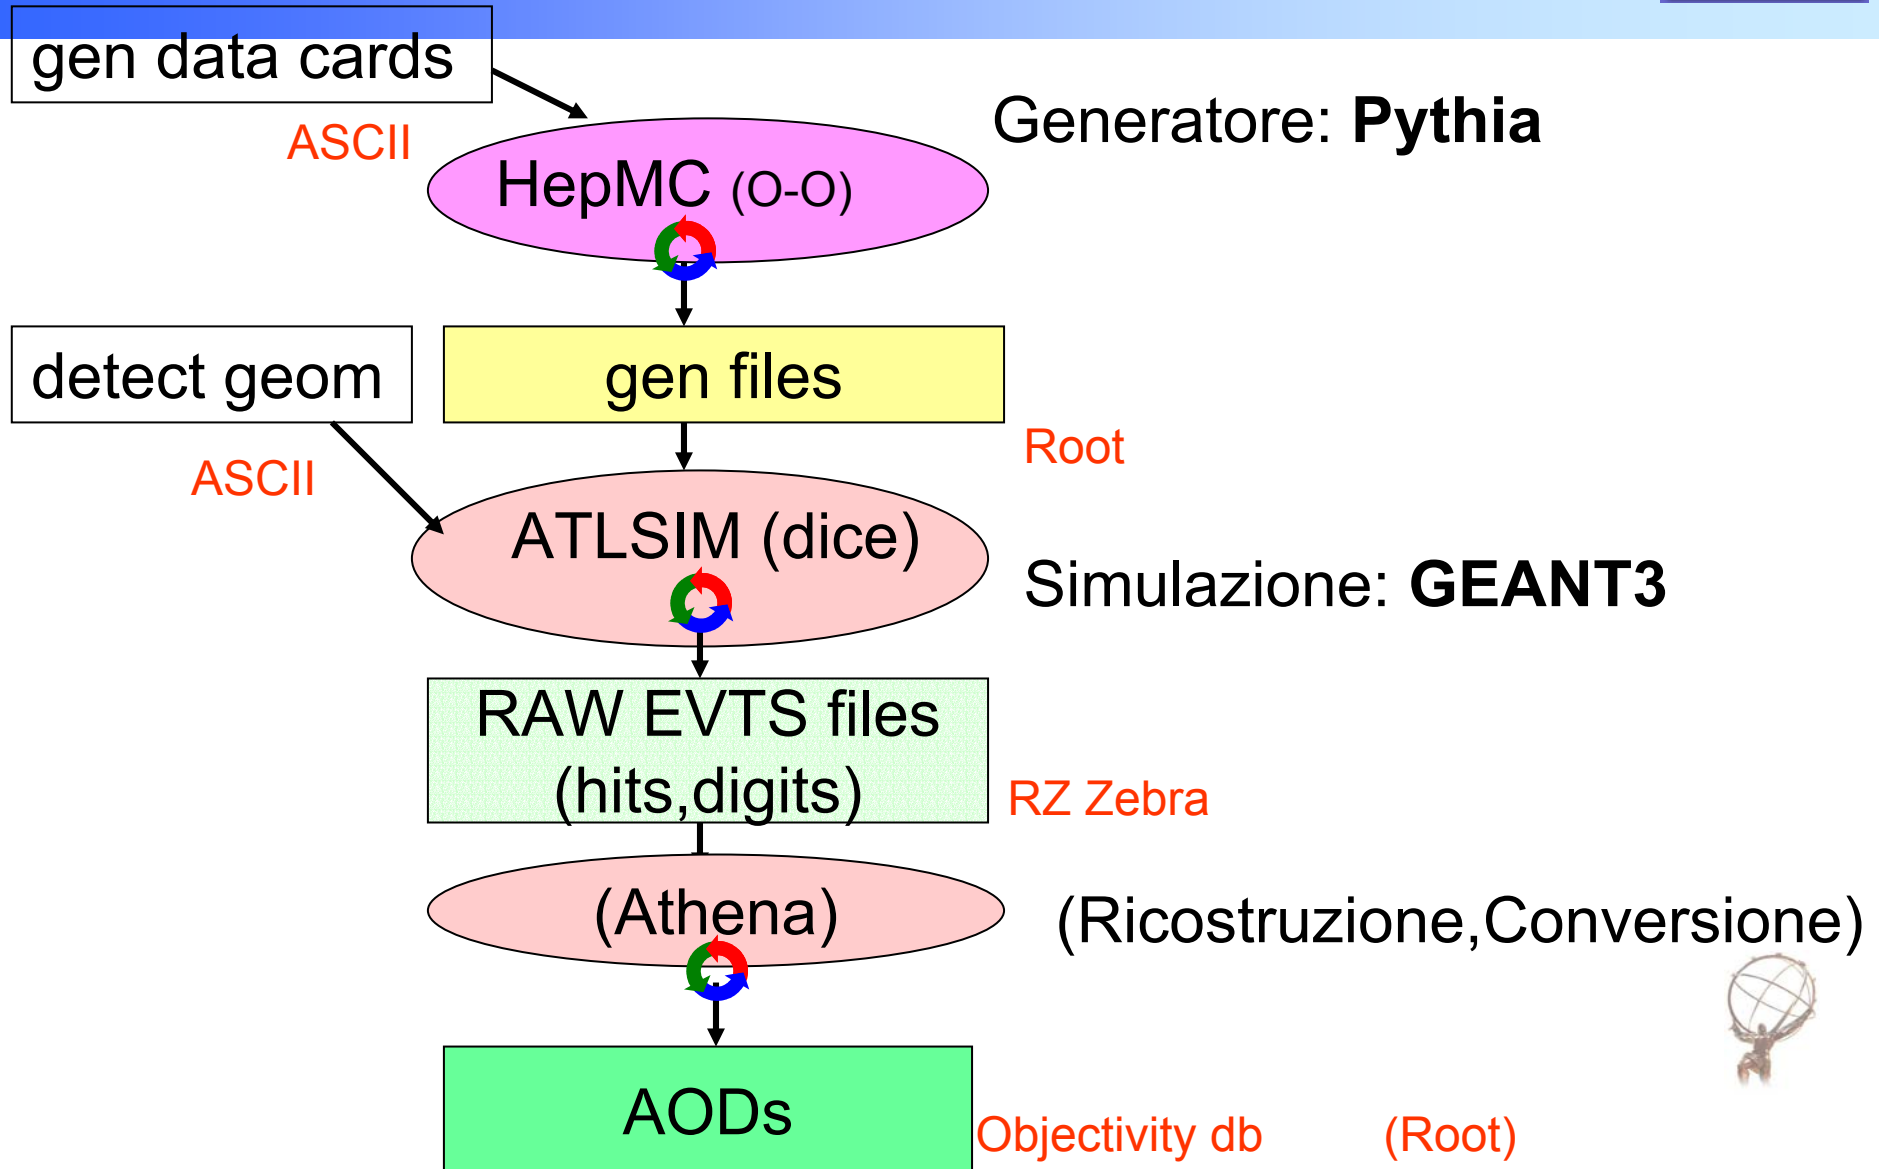 gen data cards
ASCII
Generatore: Pythia
HepMC (O-O)
detect geom
gen files
Root
ASCII
ATLSIM (dice)
Simulazione: GEANT3
RAW EVTS files
(hits,digits)
RZ Zebra
(Athena)
(Ricostruzione,Conversione)
AODs
Objectivity db (Root)